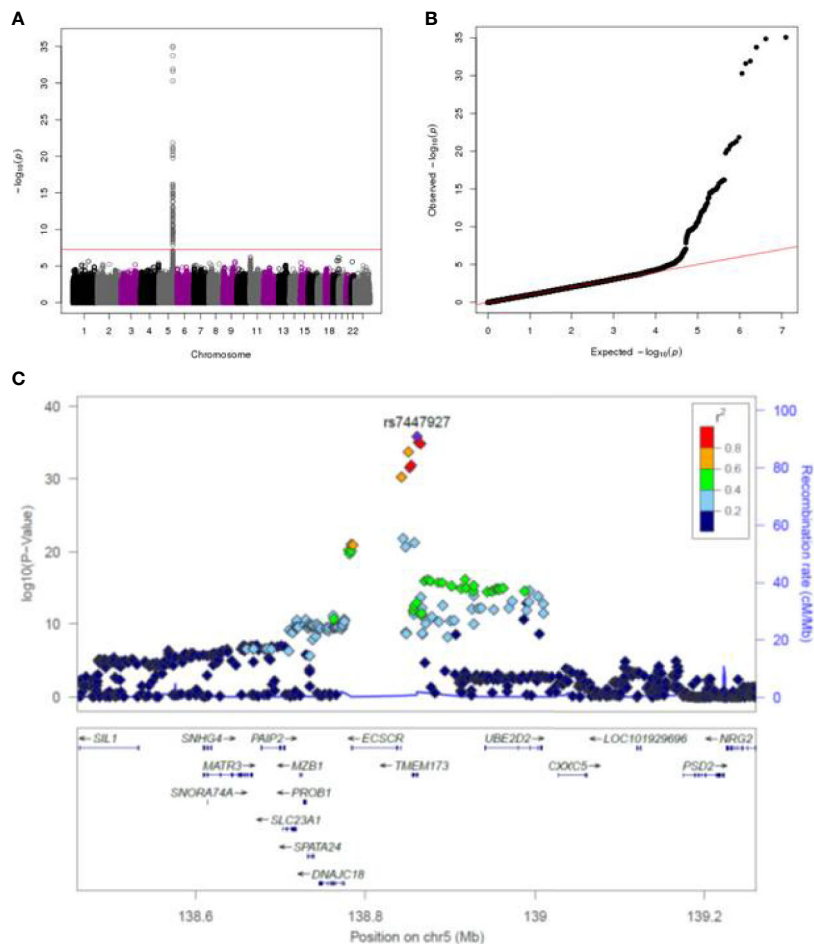 A
35
30
25
20
15
10
5
0
−log₁₀(p)
1 2 3 4 5 6 7 8 9 11 13 15 18 22
Chromosome
B
35
30
25
20
15
10
5
0
Observed −log₁₀(p)
0 1 2 3 4 5 6 7
Expected −log₁₀(p)
C
40
30
20
10
0
log10(P-Value)
rs7447927
r²
0.8
0.6
0.4
0.2
100
80
60
40
20
0
Recombination rate (cM/Mb)
←SIL1 SNHG4→ PAIP2→ ←ECSCR UBE2D2→ ←LOC101929696 ←NRG2
MATR3→ ←MZB1 ←TMEM173 CXXC5→ PSD2→
SNORA74A→ ←PROB1
←SLC23A1
←SPATA24
←DNAJC18
138.6 138.8 139 139.2
Position on chr5 (Mb)